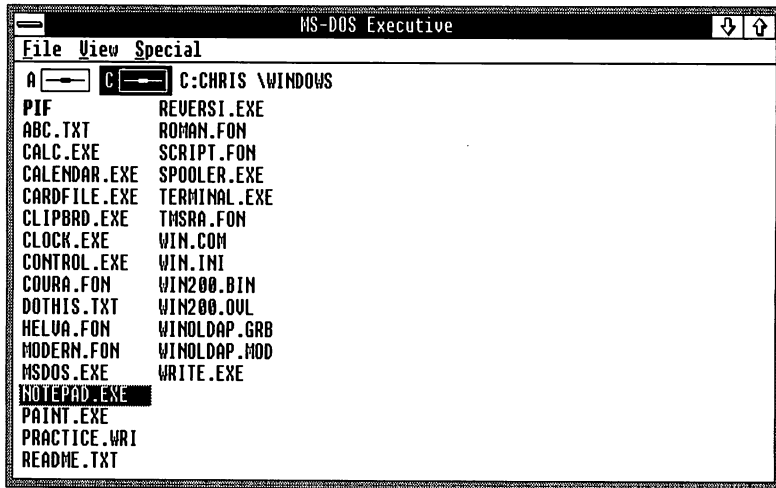 MS-DOS Executive
File View Special
A C C:CHRIS \WINDOWS
PIF
ABC.TXT
CALC.EXE
CALENDAR.EXE
CARDFILE.EXE
CLIPBRD.EXE
CLOCK.EXE
CONTROL.EXE
COURA.FON
DOTHIS.TXT
HELVA.FON
MODERN.FON
MSDOS.EXE
NOTEPAD.EXE
PAINT.EXE
PRACTICE.WRI
README.TXT
REVERSI.EXE
ROMAN.FON
SCRIPT.FON
SPOOLER.EXE
TERMINAL.EXE
TMSRA.FON
WIN.COM
WIN.INI
WIN200.BIN
WIN200.OVL
WINOLDAP.GRB
WINOLDAP.MOD
WRITE.EXE